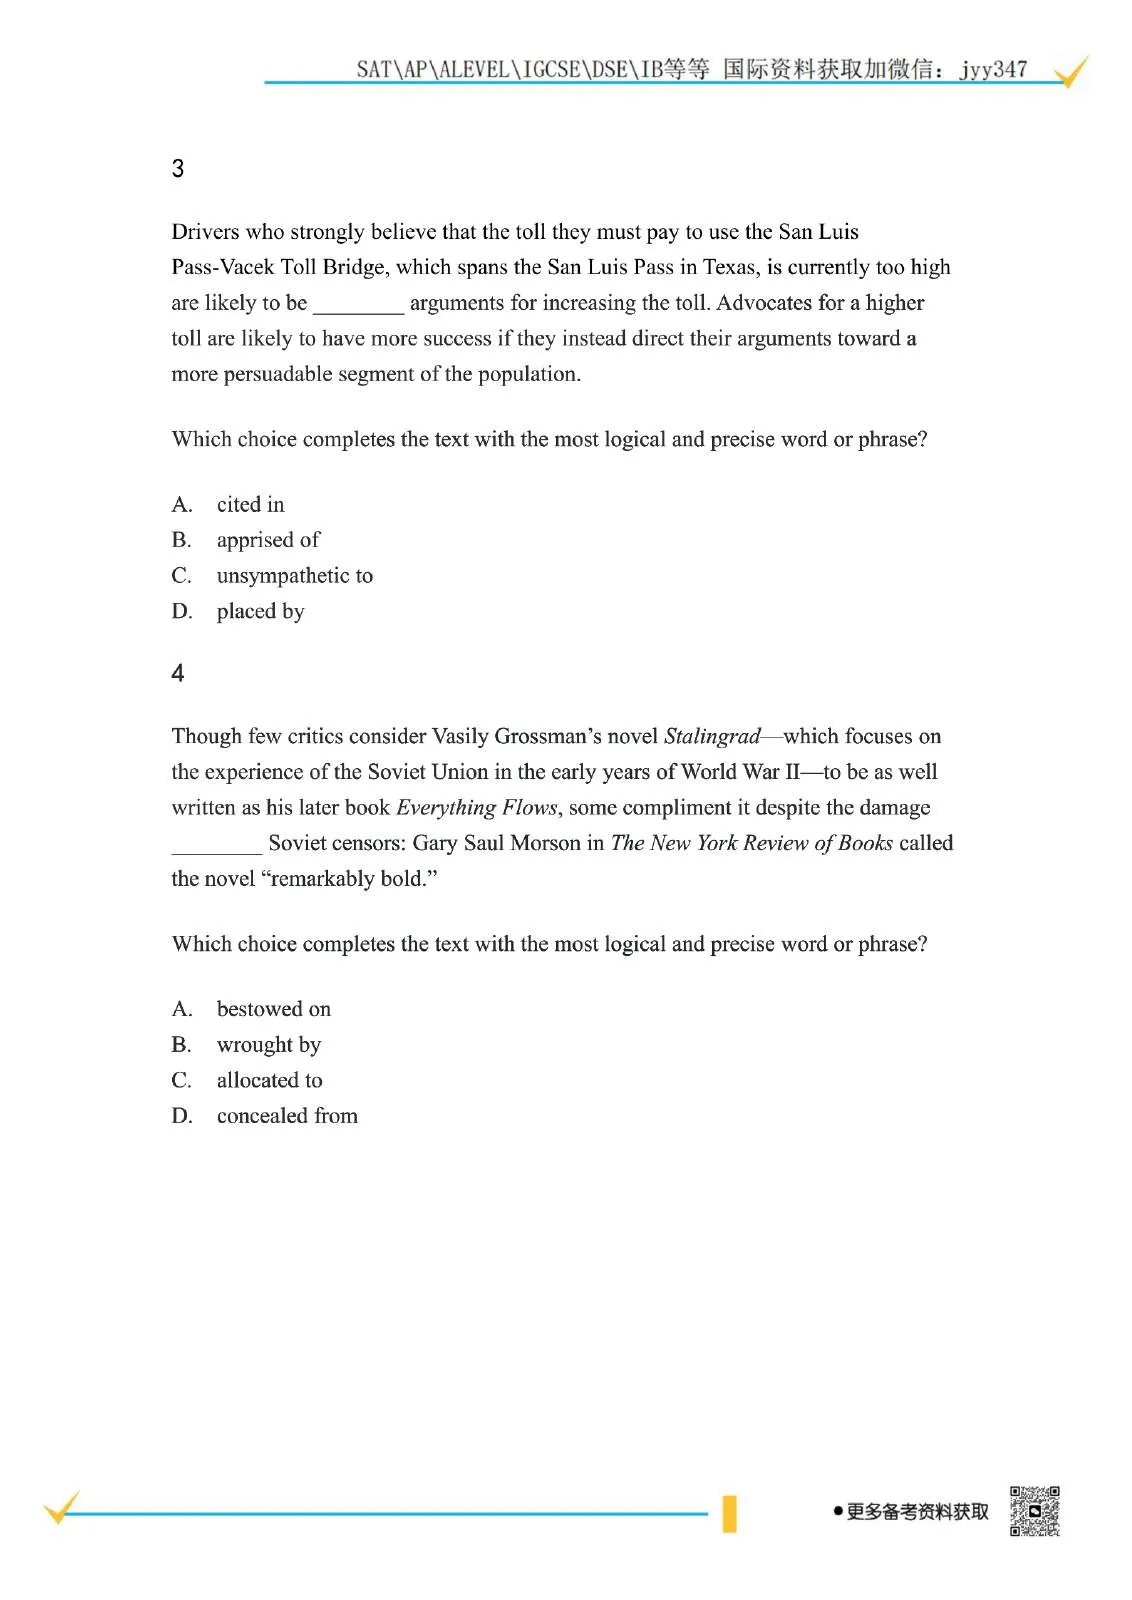 SAT\AP\ALEVEL\IGCSE\DSE\IB等等 国际资料获取加微信：jyy347
3
Drivers who strongly believe that the toll they must pay to use the San Luis
Pass-Vacek Toll Bridge, which spans the San Luis Pass in Texas, is currently too high
are likely to be ________ arguments for increasing the toll. Advocates for a higher
toll are likely to have more success if they instead direct their arguments toward a
more persuadable segment of the population.
Which choice completes the text with the most logical and precise word or phrase?
A. cited in
B. apprised of
C. unsympathetic to
D. placed by
4
Though few critics consider Vasily Grossman’s novel Stalingrad—which focuses on
the experience of the Soviet Union in the early years of World War II—to be as well
written as his later book Everything Flows, some compliment it despite the damage
________ Soviet censors: Gary Saul Morson in The New York Review of Books called
the novel “remarkably bold.”
Which choice completes the text with the most logical and precise word or phrase?
A. bestowed on
B. wrought by
C. allocated to
D. concealed from
●更多备考资料获取